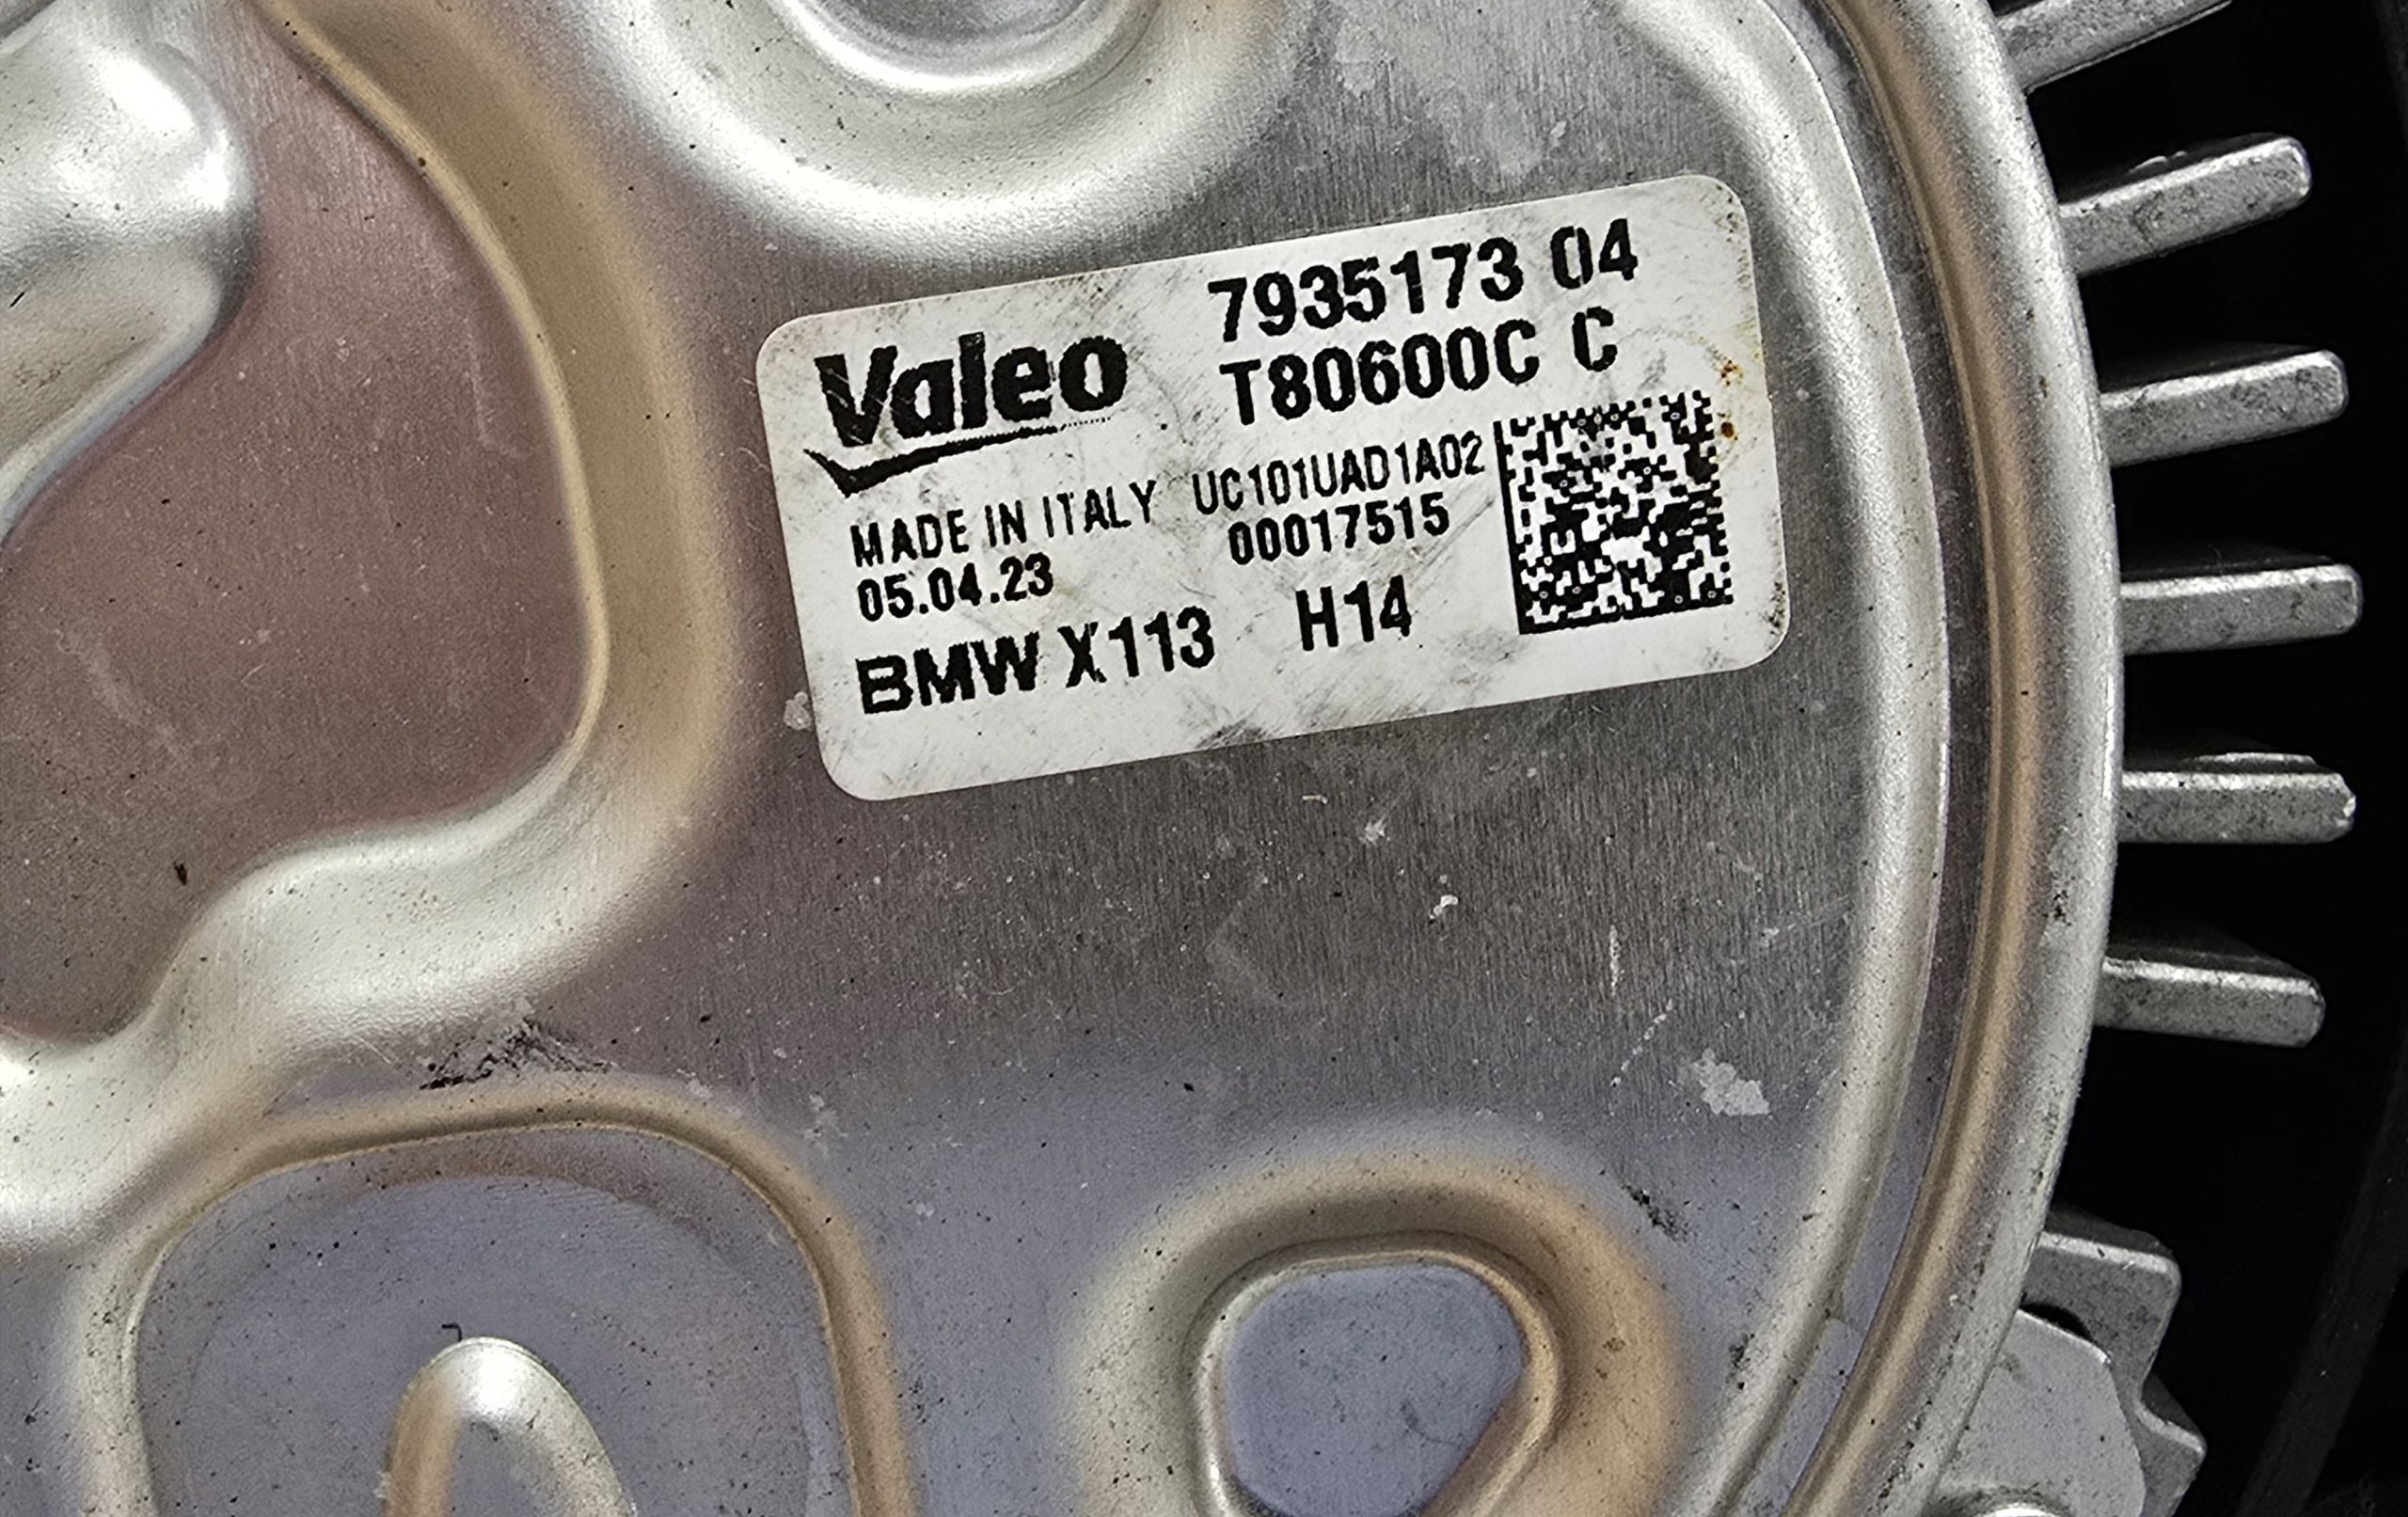 Valeo
7935173 04
T80600C C
MADE IN ITALY UC101UAD1A02
05.04.23 00017515
BMW X113 H14